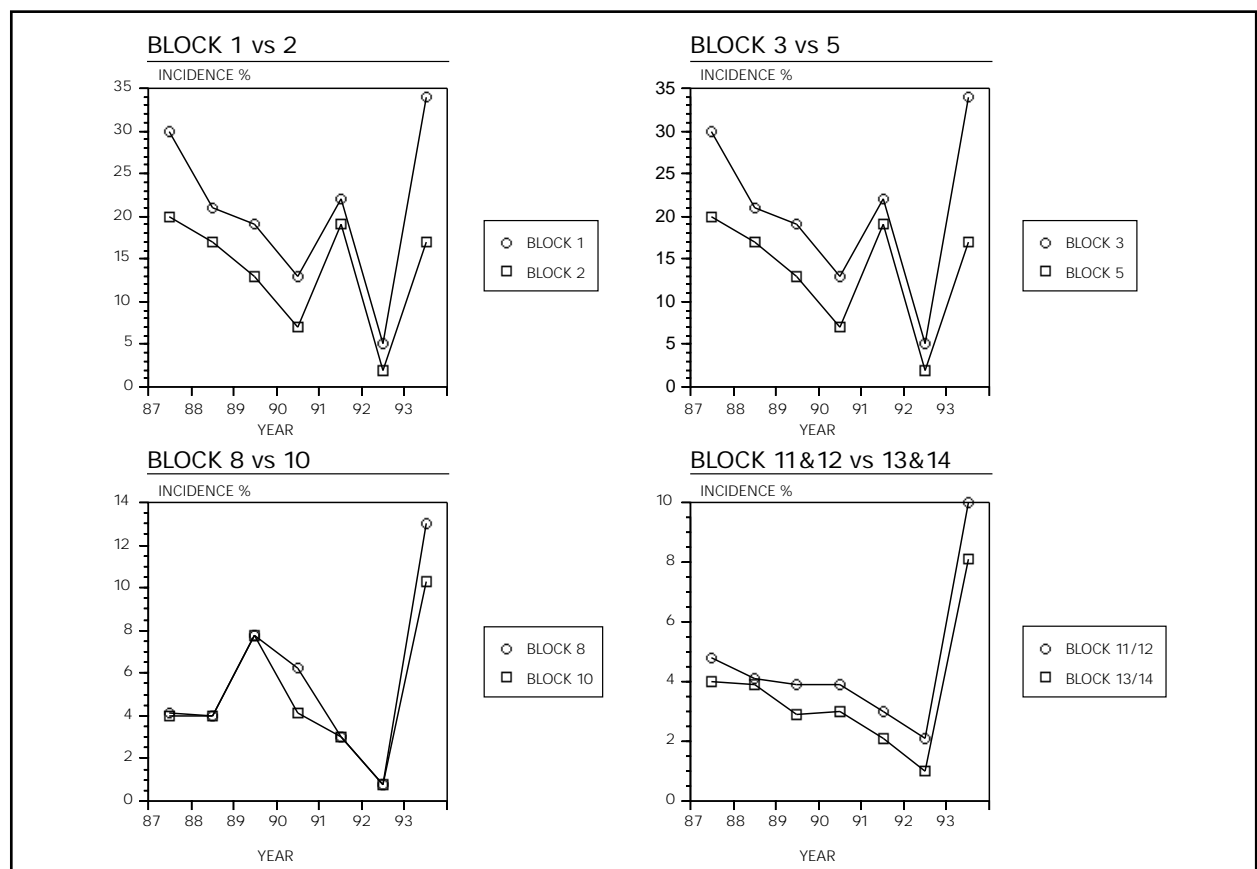 BLOCK 1 vs 2
INCIDENCE %
35
30
25
20
15
10
5
0
87 88 89 90 91 92 93
YEAR
BLOCK 1
BLOCK 2
BLOCK 3 vs 5
INCIDENCE %
35
30
25
20
15
10
5
0
87 88 89 90 91 92 93
YEAR
BLOCK 3
BLOCK 5
BLOCK 8 vs 10
INCIDENCE %
14
12
10
8
6
4
2
0
87 88 89 90 91 92 93
YEAR
BLOCK 8
BLOCK 10
BLOCK 11&12 vs 13&14
INCIDENCE %
10
8
6
4
2
0
87 88 89 90 91 92 93
YEAR
BLOCK 11/12
BLOCK 13/14